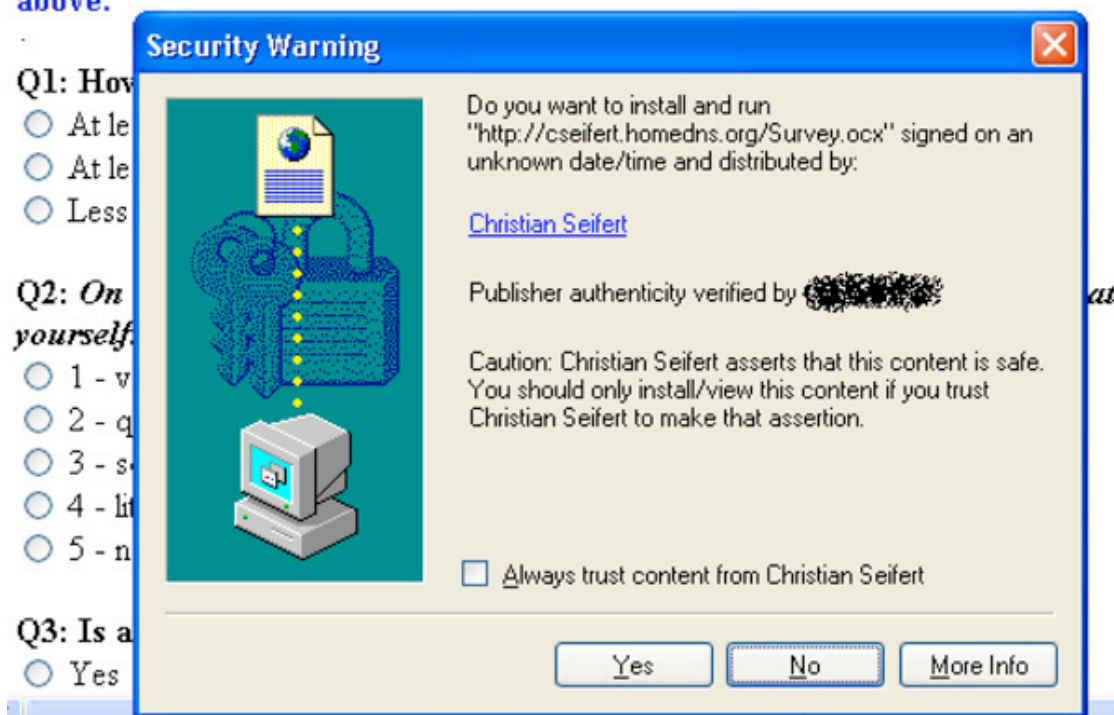 above.
Security Warning
Q1: How
At le
At le
Less
Do you want to install and run
"http://cseifert.homedns.org/Survey.ocx" signed on an
unknown date/time and distributed by:
Christian Seifert
Publisher authenticity verified by
Caution: Christian Seifert asserts that this content is safe.
You should only install/view this content if you trust
Christian Seifert to make that assertion.
Always trust content from Christian Seifert
Yes No More Info
Q2: On
at
yourself.
1 - v
2 - q
3 - s
4 - lit
5 - n
Q3: Is a
Yes